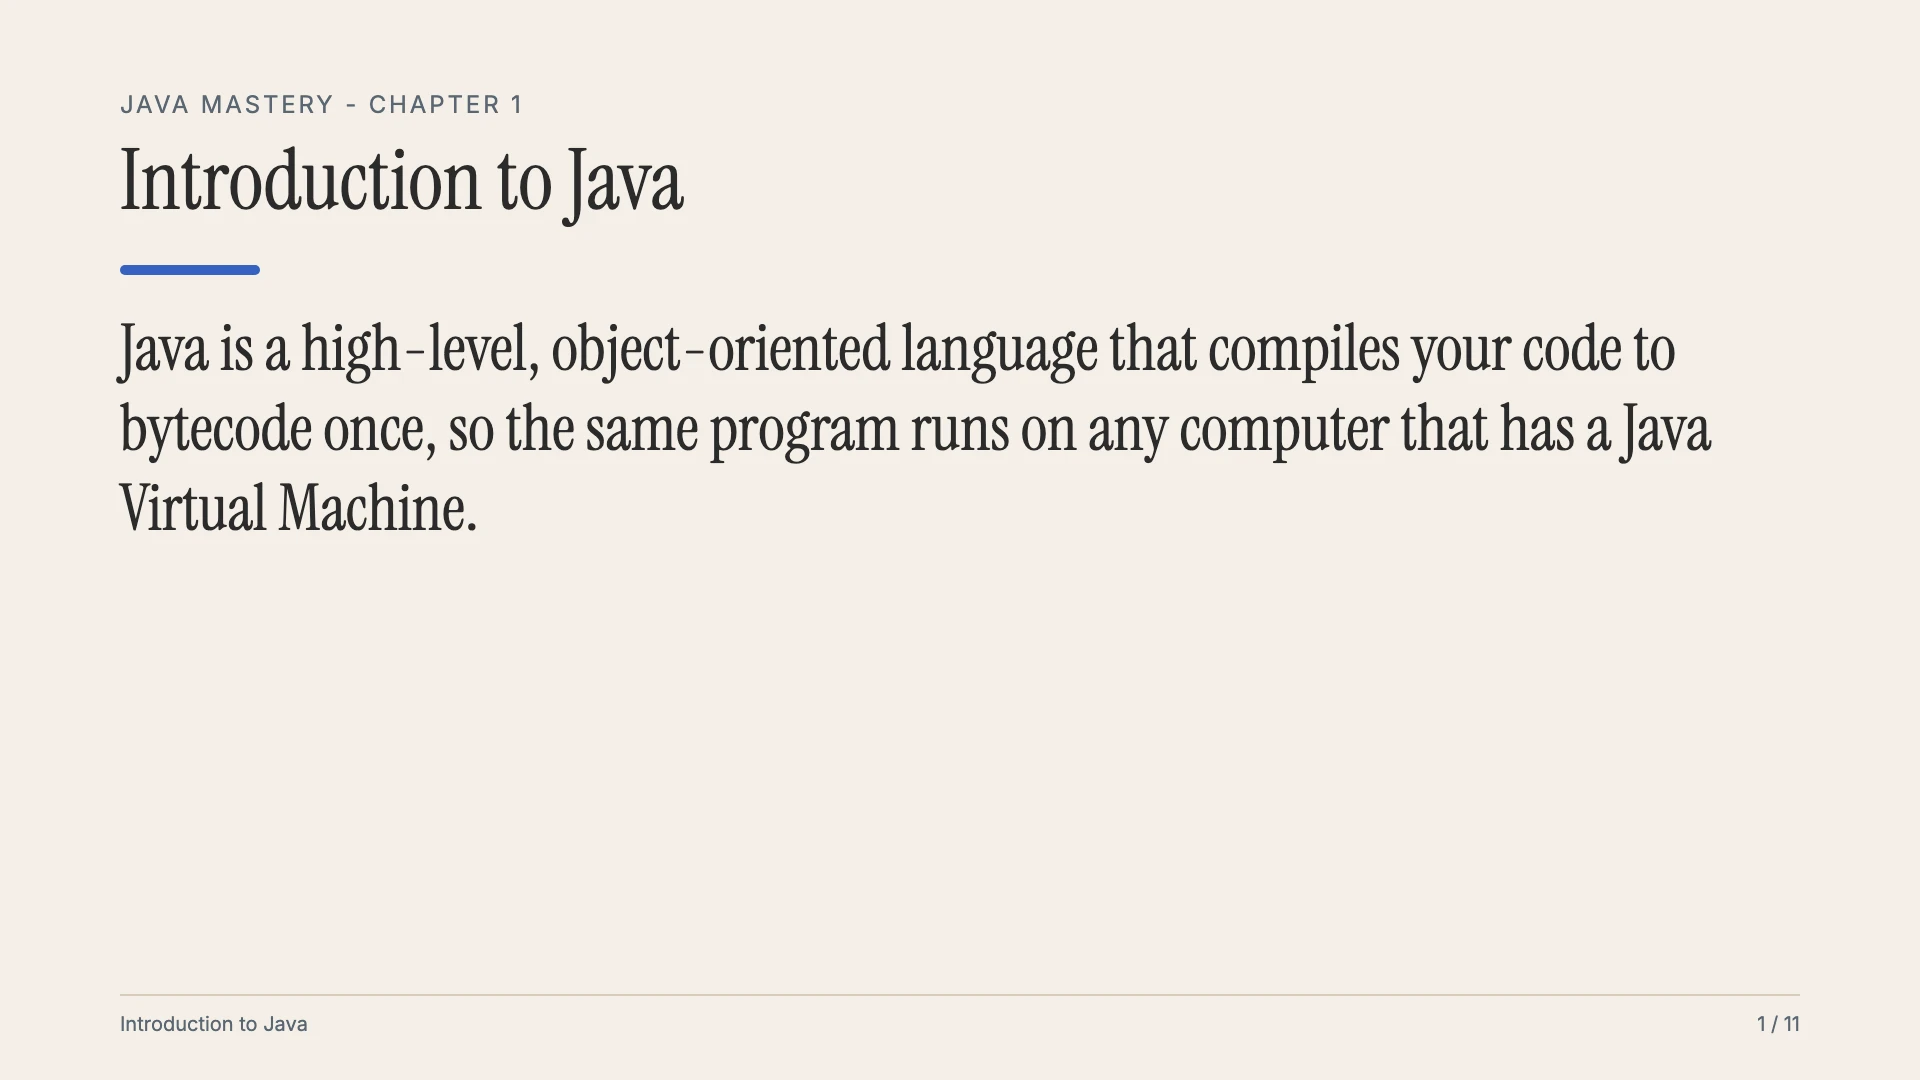 JAVA MASTERY - CHAPTER 1
Introduction to Java
Java is a high-level, object-oriented language that compiles your code to
bytecode once, so the same program runs on any computer that has a Java
Virtual Machine.
Introduction to Java
1 / 11